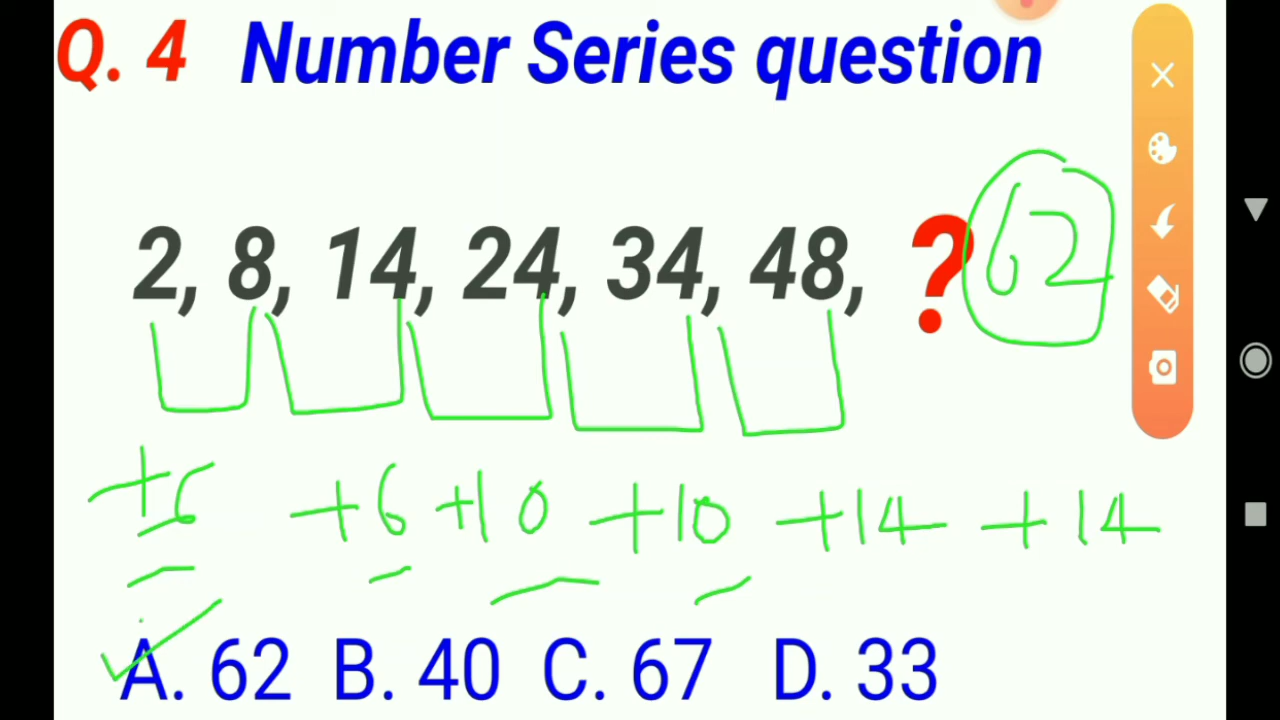 Q. 4 Number Series question
2, 8, 14, 24, 34, 48, ? 62
+6 +6 +10 +10 +14 +14
A. 62 B. 40 C. 67 D. 33